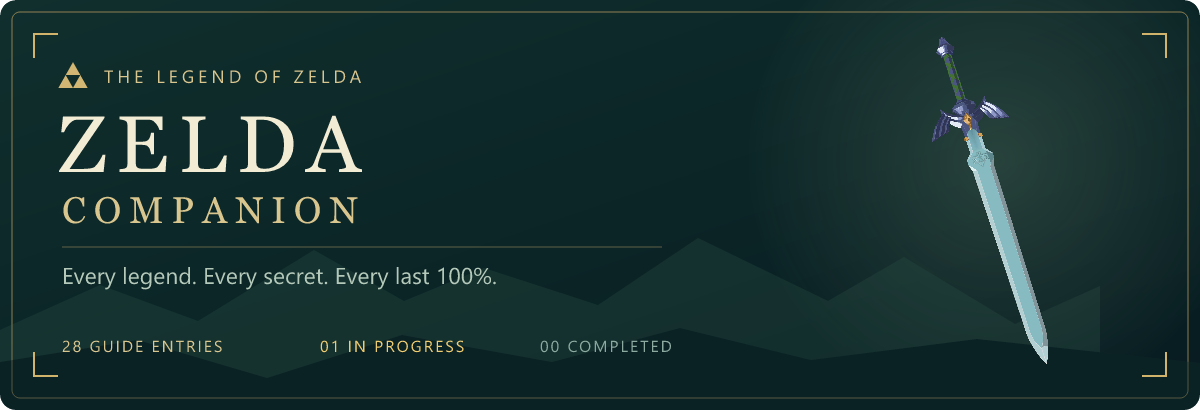 THE LEGEND OF ZELDA
ZELDA
COMPANION
Every legend. Every secret. Every last 100%.
28 GUIDE ENTRIES 01 IN PROGRESS 00 COMPLETED